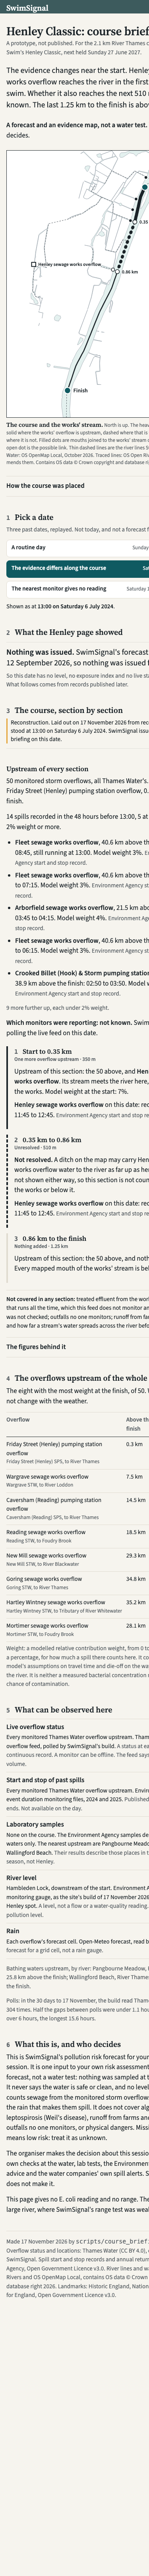 SwimSignal
Henley Classic: course brief
A prototype, not published. For the 2.1 km River Thames c
Swim's Henley Classic, next held Sunday 27 June 2027.
The evidence changes near the start. Henley
works overflow reaches the river in the first
swim. Whether it also reaches the next 510
known. The last 1.25 km to the finish is abov
A forecast and an evidence map, not a water test.
decides.
0.35
Henley sewage works overflow
0.86 km
Finish
The course and the works' stream. North is up. The heav
solid where the works' overflow is upstream, dashed where that is
where it is not. Filled dots are mouths joined to the works' stream o
open dot is the possible link. Thin dashed lines are the river lines S
Water: OS OpenMap Local, October 2026. Traced lines: OS Open Ri
mends them. Contains OS data © Crown copyright and database ri
How the course was placed
1 Pick a date
Three past dates, replayed. Not today, and not a forecast f
A routine day
Sunday
The evidence differs along the course
Sat
The nearest monitor gives no reading
Saturday 1
Shown as at 13:00 on Saturday 6 July 2024.
2 What the Henley page showed
Nothing was issued. SwimSignal's forecast
12 September 2026, so nothing was issued f
So this date has no level, no exposure index and no live sta
What follows comes from records published later.
3 The course, section by section
Reconstruction. Laid out on 17 November 2026 from rec
stood at 13:00 on Saturday 6 July 2024. SwimSignal iss
briefing on this date.
Upstream of every section
50 monitored storm overflows, all Thames Water's.
Friday Street (Henley) pumping station overflow, 0.
finish.
14 spills recorded in the 48 hours before 13:00, 5 at
2% weight or more.
Fleet sewage works overflow, 40.6 km above th
08:45, still running at 13:00. Model weight 3%. E
Agency start and stop record.
Fleet sewage works overflow, 40.6 km above th
to 07:15. Model weight 3%. Environment Agency st
record.
Arborfield sewage works overflow, 21.5 km abo
03:45 to 04:15. Model weight 4%. Environment Ag
stop record.
Fleet sewage works overflow, 40.6 km above th
to 06:15. Model weight 3%. Environment Agency st
record.
Crooked Billet (Hook) & Storm pumping station
38.9 km above the finish: 02:50 to 03:50. Model w
Environment Agency start and stop record.
9 more further up, each under 2% weight.
Which monitors were reporting: not known. Swim
polling the live feed on this date.
1 Start to 0.35 km
One more overflow upstream · 350 m
Upstream of this section: the 50 above, and Hen
works overflow. Its stream meets the river here,
the works. Model weight at the start: 7%.
Henley sewage works overflow on this date: rec
11:45 to 12:45. Environment Agency start and stop
2 0.35 km to 0.86 km
Unresolved · 510 m
Not resolved. A ditch on the map may carry Hen
works overflow water to the river as far up as he
not shown either way, so this section is not coun
the works or below it.
Henley sewage works overflow on this date: rec
11:45 to 12:45. Environment Agency start and stop
3 0.86 km to the finish
Nothing added · 1.25 km
Upstream of this section: the 50 above, and noth
Every mapped mouth of the works' stream is bel
Not covered in any section: treated effluent from the work
that runs all the time, which this feed does not monitor an
was not checked; outfalls no one monitors; runoff from far
and how far a stream's water spreads across the river befor
The figures behind it
4 The overflows upstream of the whole
The eight with the most weight at the finish, of 50. W
not change with the weather.
Overflow
Above th
finish
Friday Street (Henley) pumping station
overflow
Friday Street (Henley) SPS, to River Thames
0.3 km
Wargrave sewage works overflow
Wargrave STW, to River Loddon
7.5 km
Caversham (Reading) pumping station
overflow
Caversham (Reading) SPS, to River Thames
14.5 km
Reading sewage works overflow
Reading STW, to Foudry Brook
18.5 km
New Mill sewage works overflow
New Mill STW, to River Blackwater
29.3 km
Goring sewage works overflow
Goring STW, to River Thames
34.8 km
Hartley Wintney sewage works overflow
Hartley Wintney STW, to Tributary of River Whitewater
35.2 km
Mortimer sewage works overflow
Mortimer STW, to Foudry Brook
28.1 km
Weight: a modelled relative contribution weight, from 0 to
a percentage, for how much a spill there counts here. It co
model's assumptions on travel time and die-off on the wa
the river. It is neither a measured bacterial concentration n
chance of contamination.
5 What can be observed here
Live overflow status
Every monitored Thames Water overflow upstream. Tham
overflow feed, polled by SwimSignal's build. A status at ea
continuous record. A monitor can be offline. The feed says
volume.
Start and stop of past spills
Every monitored Thames Water overflow upstream. Enviro
event duration monitoring files, 2024 and 2025. Published
ends. Not available on the day.
Laboratory samples
None on the course. The Environment Agency samples de
waters only. The nearest upstream are Pangbourne Meado
Wallingford Beach. Their results describe those places in t
season, not Henley.
River level
Hambleden Lock, downstream of the start. Environment A
monitoring gauge, as the site's build of 17 November 2026
Henley spot. A level, not a flow or a water-quality reading.
pollution level.
Rain
Each overflow's forecast cell. Open-Meteo forecast, read b
forecast for a grid cell, not a rain gauge.
Bathing waters upstream, by river: Pangbourne Meadow, R
25.8 km above the finish; Wallingford Beach, River Thames
the finish.
Polls: in the 30 days to 17 November, the build read Tham
304 times. Half the gaps between polls were under 1.1 hou
over 6 hours, the longest 15.6 hours.
6 What this is, and who decides
This is SwimSignal's pollution risk forecast for your
session. It is one input to your own risk assessment
forecast, not a water test: nothing was sampled at t
It never says the water is safe or clean, and no level
counts sewage from the monitored storm overflow
the rain that makes them spill. It does not cover alg
leptospirosis (Weil's disease), runoff from farms an
outfalls no one monitors, or physical dangers. Missi
means low risk: treat it as unknown.
The organiser makes the decision about this sessio
own checks at the water, lab tests, the Environment
advice and water companies' own spill alerts. SwimS
does not make it.
This page gives no E. coli reading and no range. The
large river, where SwimSignal's range test was weak
Made 17 November 2026 by scripts/course_brief:
Overflow status and locations: Thames Water (CC BY 4.0), r
SwimSignal. Spill start and stop records and annual return
Agency, Open Government Licence v3.0. River lines and w
Rivers and OS OpenMap Local, contains OS data © Crown
database right 2026. Landmarks: Historic England, Nation
for England, Open Government Licence v3.0.